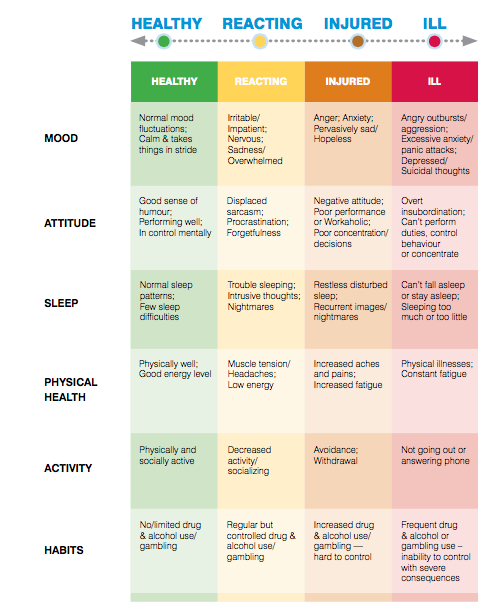 HEALTHY REACTING INJURED ILL
HEALTHY REACTING INJURED ILL
MOOD
Normal mood
fluctuations;
Calm & takes
things in stride
Irritable/
Impatient;
Nervous;
Sadness/
Overwhelmed
Anger; Anxiety;
Pervasively sad/
Hopeless
Angry outbursts/
aggression;
Excessive anxiety/
panic attacks;
Depressed/
Suicidal thoughts
ATTITUDE
Good sense of
humour;
Performing well;
In control mentally
Displaced
sarcasm;
Procrastination;
Forgetfulness
Negative attitude;
Poor performance
or Workaholic;
Poor concentration/
decisions
Overt
insubordination;
Can't perform
duties, control
behaviour
or concentrate
SLEEP
Normal sleep
patterns;
Few sleep
difficulties
Trouble sleeping;
Intrusive thoughts;
Nightmares
Restless disturbed
sleep;
Recurrent images/
nightmares
Can't fall asleep
or stay asleep;
Sleeping too
much or too little
PHYSICAL
HEALTH
Physically well;
Good energy level
Muscle tension/
Headaches;
Low energy
Increased aches
and pains;
Increased fatigue
Physical illnesses;
Constant fatigue
ACTIVITY
Physically and
socially active
Decreased
activity/
socializing
Avoidance;
Withdrawal
Not going out or
answering phone
HABITS
No/limited drug
& alcohol use/
gambling
Regular but
controlled drug &
alcohol use/
gambling
Increased drug
& alcohol use/
gambling —
hard to control
Frequent drug
& alcohol or
gambling use –
inability to control
with severe
consequences